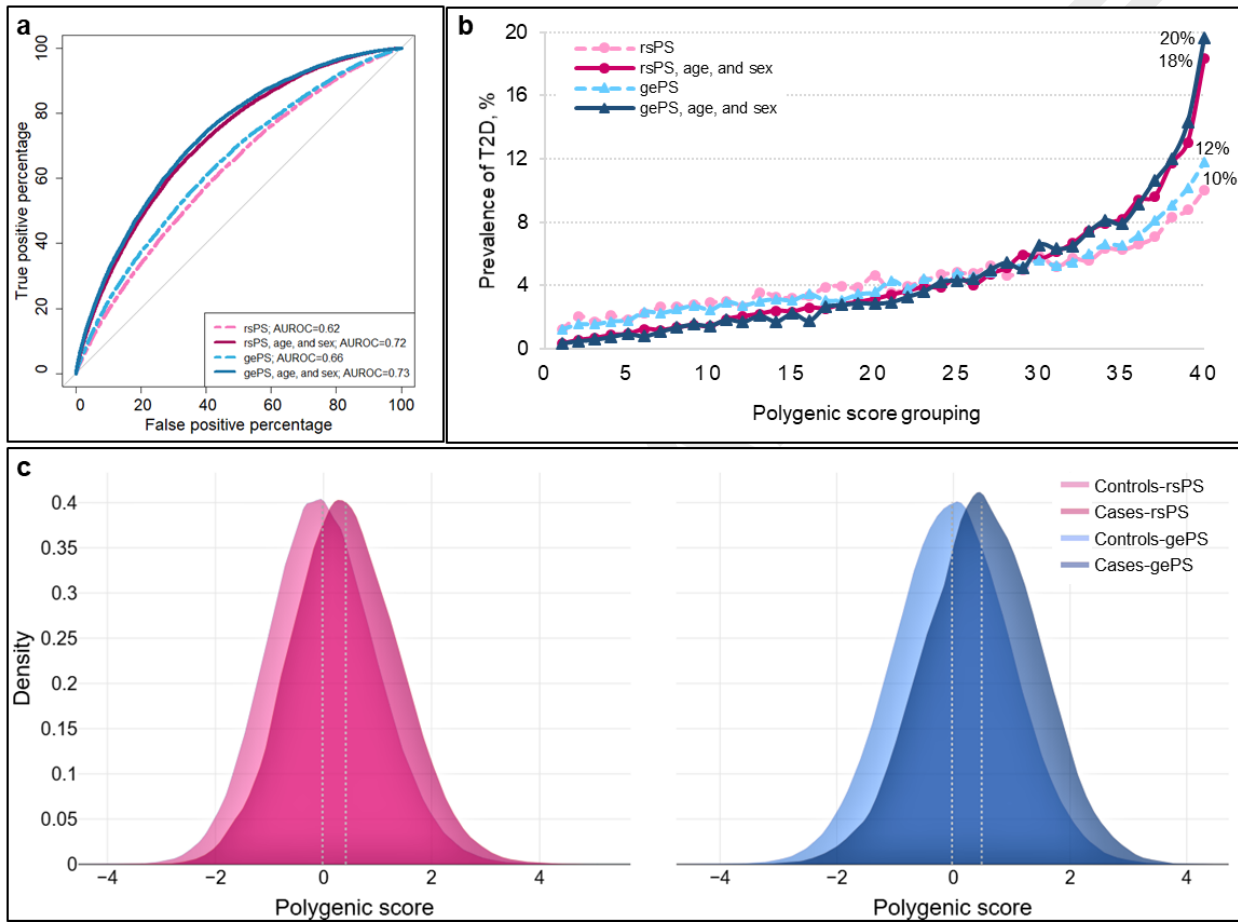 a
True positive percentage
100
80
60
40
20
0
rsPS; AUROC=0.62
rsPS, age, and sex; AUROC=0.72
gePS; AUROC=0.66
gePS, age, and sex; AUROC=0.73
0 20 40 60 80 100
False positive percentage
b
Prevalence of T2D, %
20
16
12
8
4
0
rsPS
rsPS, age, and sex
gePS
gePS, age, and sex
20%
18%
12%
10%
0 5 10 15 20 25 30 35 40
Polygenic score grouping
c
Density
0.4
0.35
0.3
0.25
0.2
0.15
0.1
0.05
0
−4 −2 0 2 4
Polygenic score
Controls-rsPS
Cases-rsPS
Controls-gePS
Cases-gePS
−4 −2 0 2 4
Polygenic score